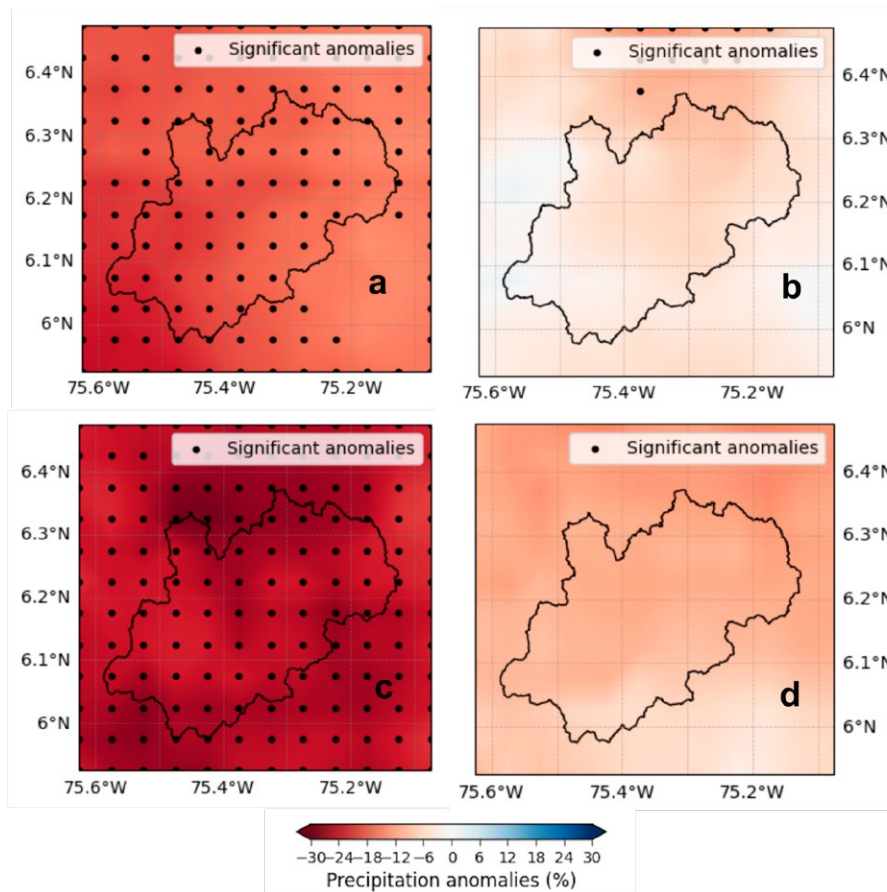 Significant anomalies
6.4°N
6.3°N
6.2°N
6.1°N
6°N
75.6°W 75.4°W 75.2°W
a
Significant anomalies
6.4°N
6.3°N
6.2°N
6.1°N
6°N
75.6°W 75.4°W 75.2°W
b
Significant anomalies
6.4°N
6.3°N
6.2°N
6.1°N
6°N
75.6°W 75.4°W 75.2°W
c
Significant anomalies
6.4°N
6.3°N
6.2°N
6.1°N
6°N
75.6°W 75.4°W 75.2°W
d
−30 −24 −18 −12 −6 0 6 12 18 24 30
Precipitation anomalies (%)